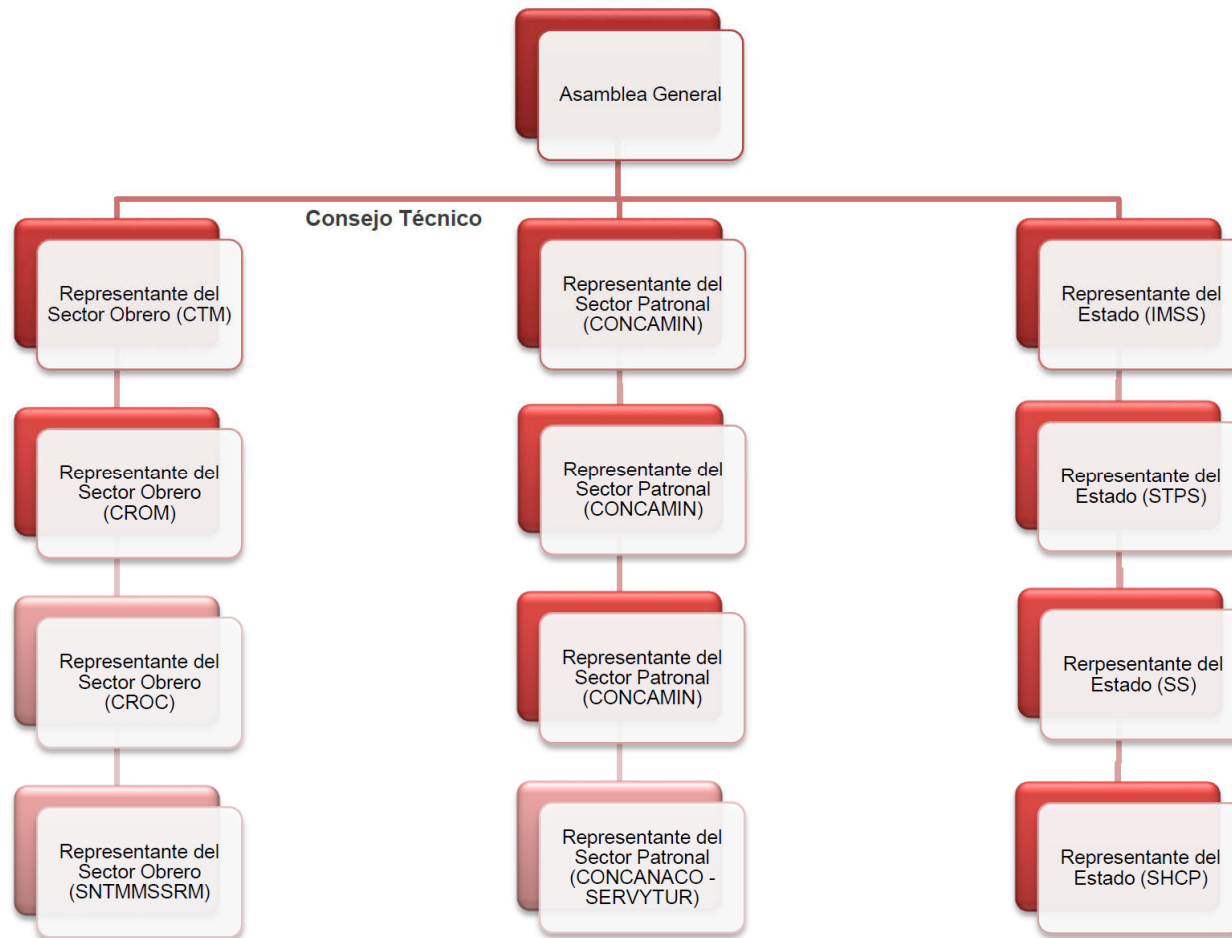 Asamblea General
Consejo Técnico
Representante del
Sector Obrero (CTM)
Representante del
Sector Patronal
(CONCAMIN)
Representante del
Estado (IMSS)
Representante del
Sector Obrero
(CROM)
Representante del
Sector Patronal
(CONCAMIN)
Representante del
Estado (STPS)
Representante del
Sector Obrero
(CROC)
Representante del
Sector Patronal
(CONCAMIN)
Rerpesentante del
Estado (SS)
Representante del
Sector Obrero
(SNTMMSSRM)
Representante del
Sector Patronal
(CONCANACO -
SERVYTUR)
Representante del
Estado (SHCP)